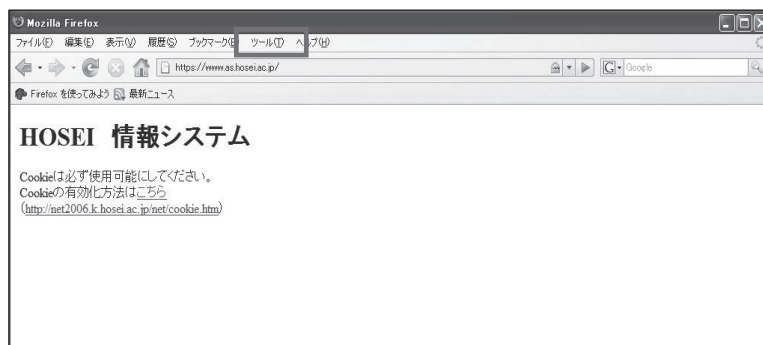 Mozilla Firefox
ファイル(F) 編集(E) 表示(V) 履歴(S) ブックマーク(B) ツール(T) ヘルプ(H)
https://www.as.hosei.ac.jp/ G Google
Firefox を使ってみよう 最新ニュース
HOSEI 情報システム
Cookieは必ず使用可能にしてください。
Cookieの有効化方法はこちら
(http://net2006.k.hosei.ac.jp/net/cookie.htm)